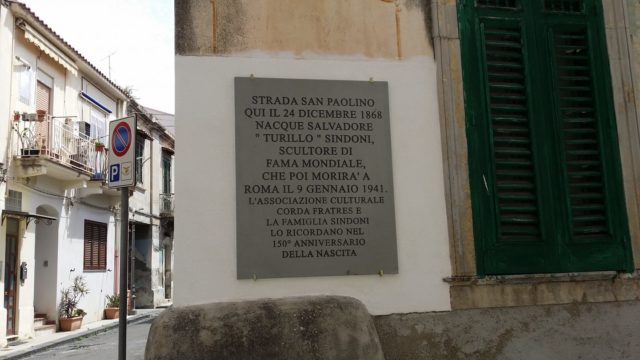 STRADA SAN PAOLINO
QUI IL 24 DICEMBRE 1868
NACQUE SALVADORE
" TURILLO " SINDONI,
SCULTORE DI
FAMA MONDIALE,
CHE POI MORIRA' A
ROMA IL 9 GENNAIO 1941.
L'ASSOCIAZIONE CULTURALE
CORDA FRATRES E
LA FAMIGLIA SINDONI
LO RICORDANO NEL
150° ANNIVERSARIO
DELLA NASCITA
P